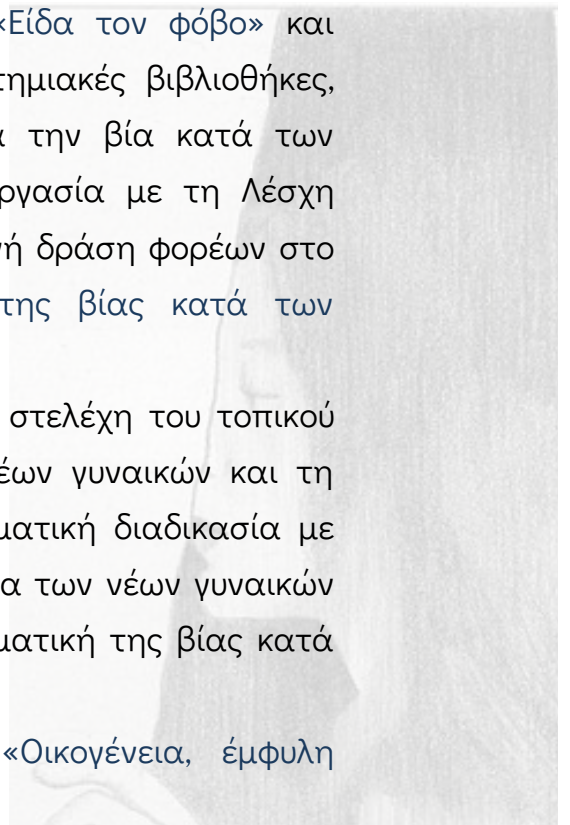 «Είδα τον φόβο» και
τημιακές βιβλιοθήκες,
την βία κατά των
ργασία με τη Λέσχη
νή δράση φορέων στο
της βίας κατά των
στελέχη του τοπικού
έων γυναικών και τη
ματική διαδικασία με
α των νέων γυναικών
ματική της βίας κατά
«Οικογένεια, έμφυλη